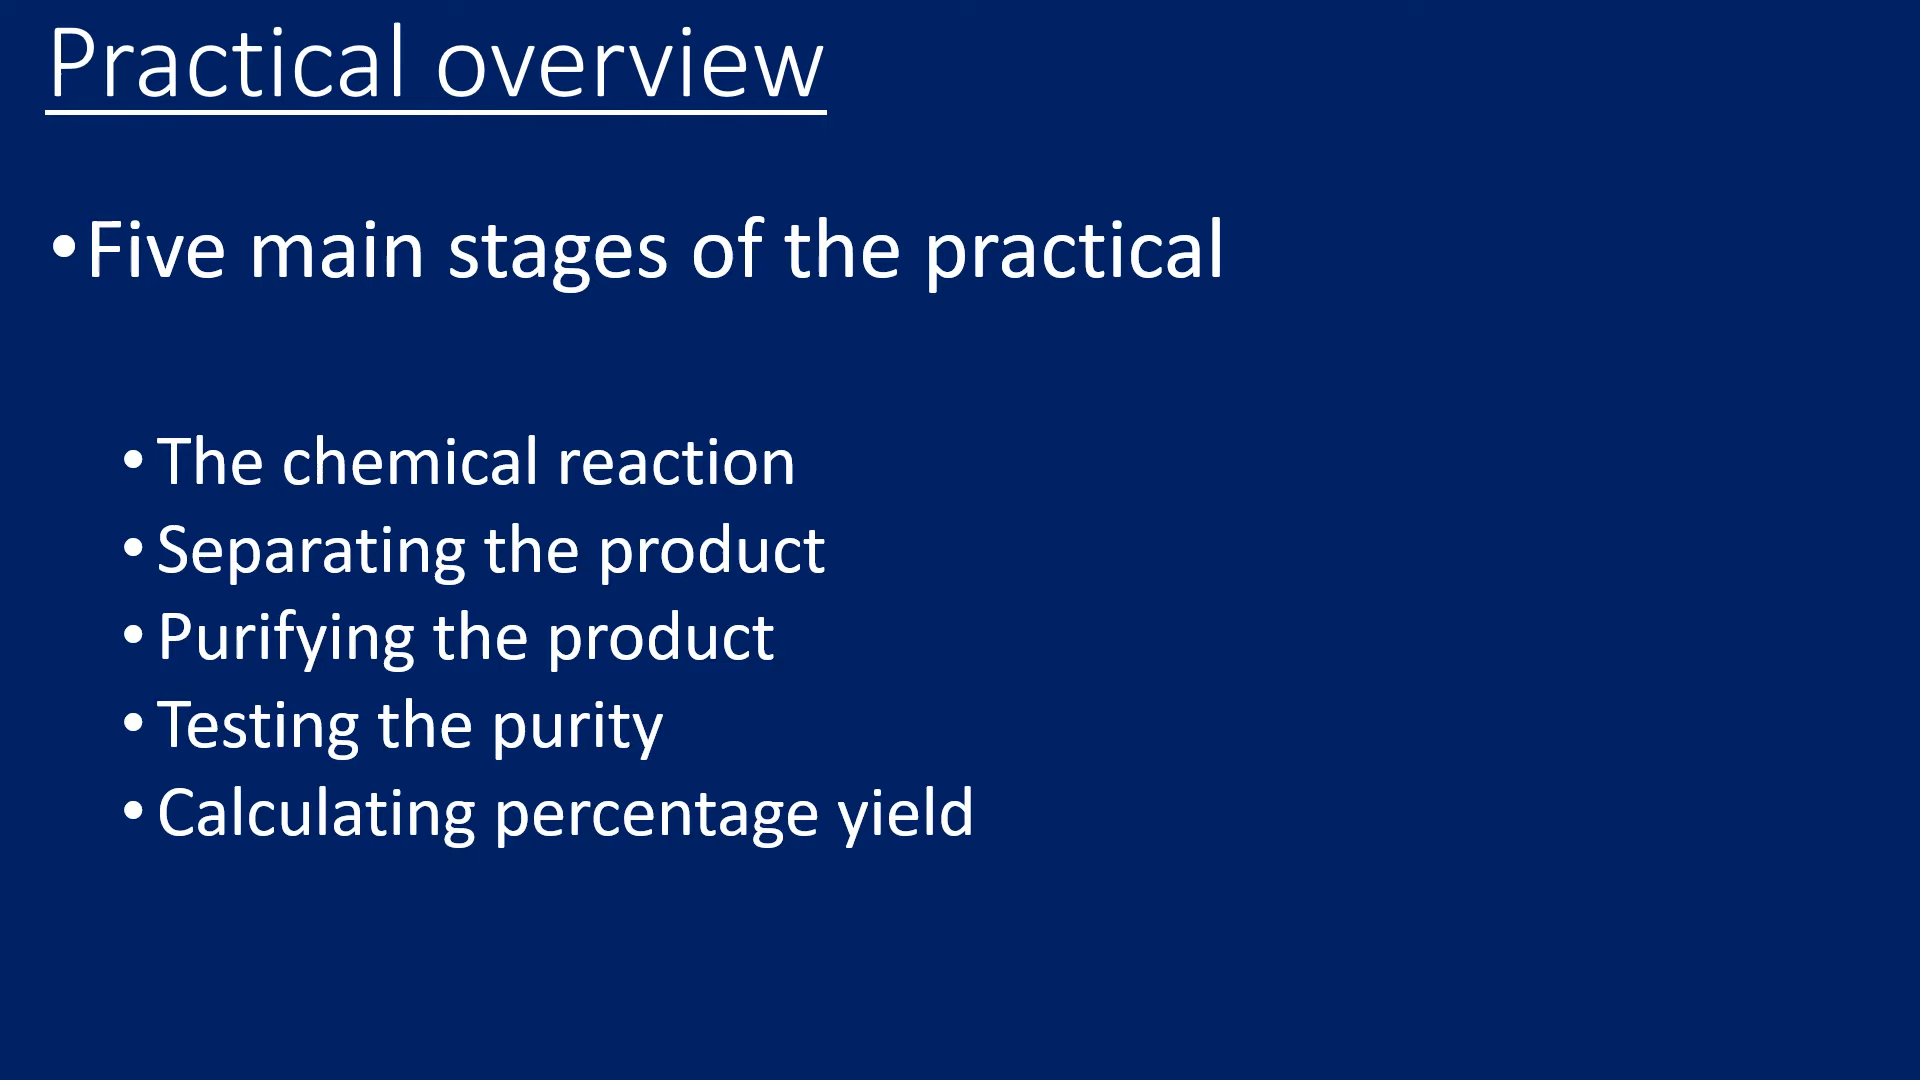 Practical overview
•Five main stages of the practical
• The chemical reaction
• Separating the product
• Purifying the product
• Testing the purity
• Calculating percentage yield